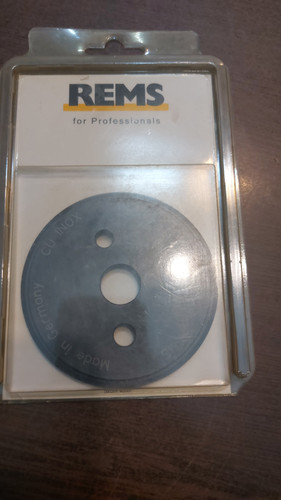 REMS
for Professionals
CU-INOX
Made in Germany